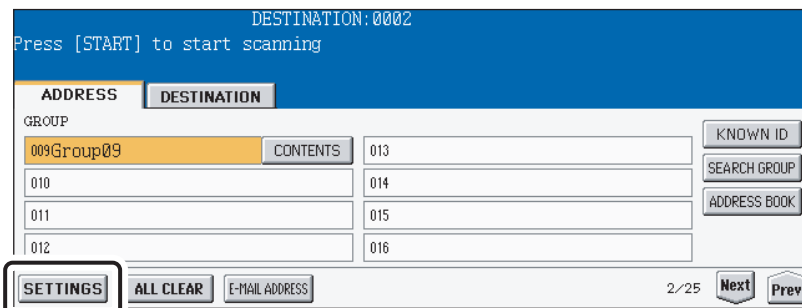 DESTINATION:0002
Press [START] to start scanning
ADDRESS DESTINATION
GROUP
009Group09 CONTENTS 013 KNOWN ID
010 014 SEARCH GROUP
011 015 ADDRESS BOOK
012 016
SETTINGS ALL CLEAR E-MAIL ADDRESS 2/25 Next Prev